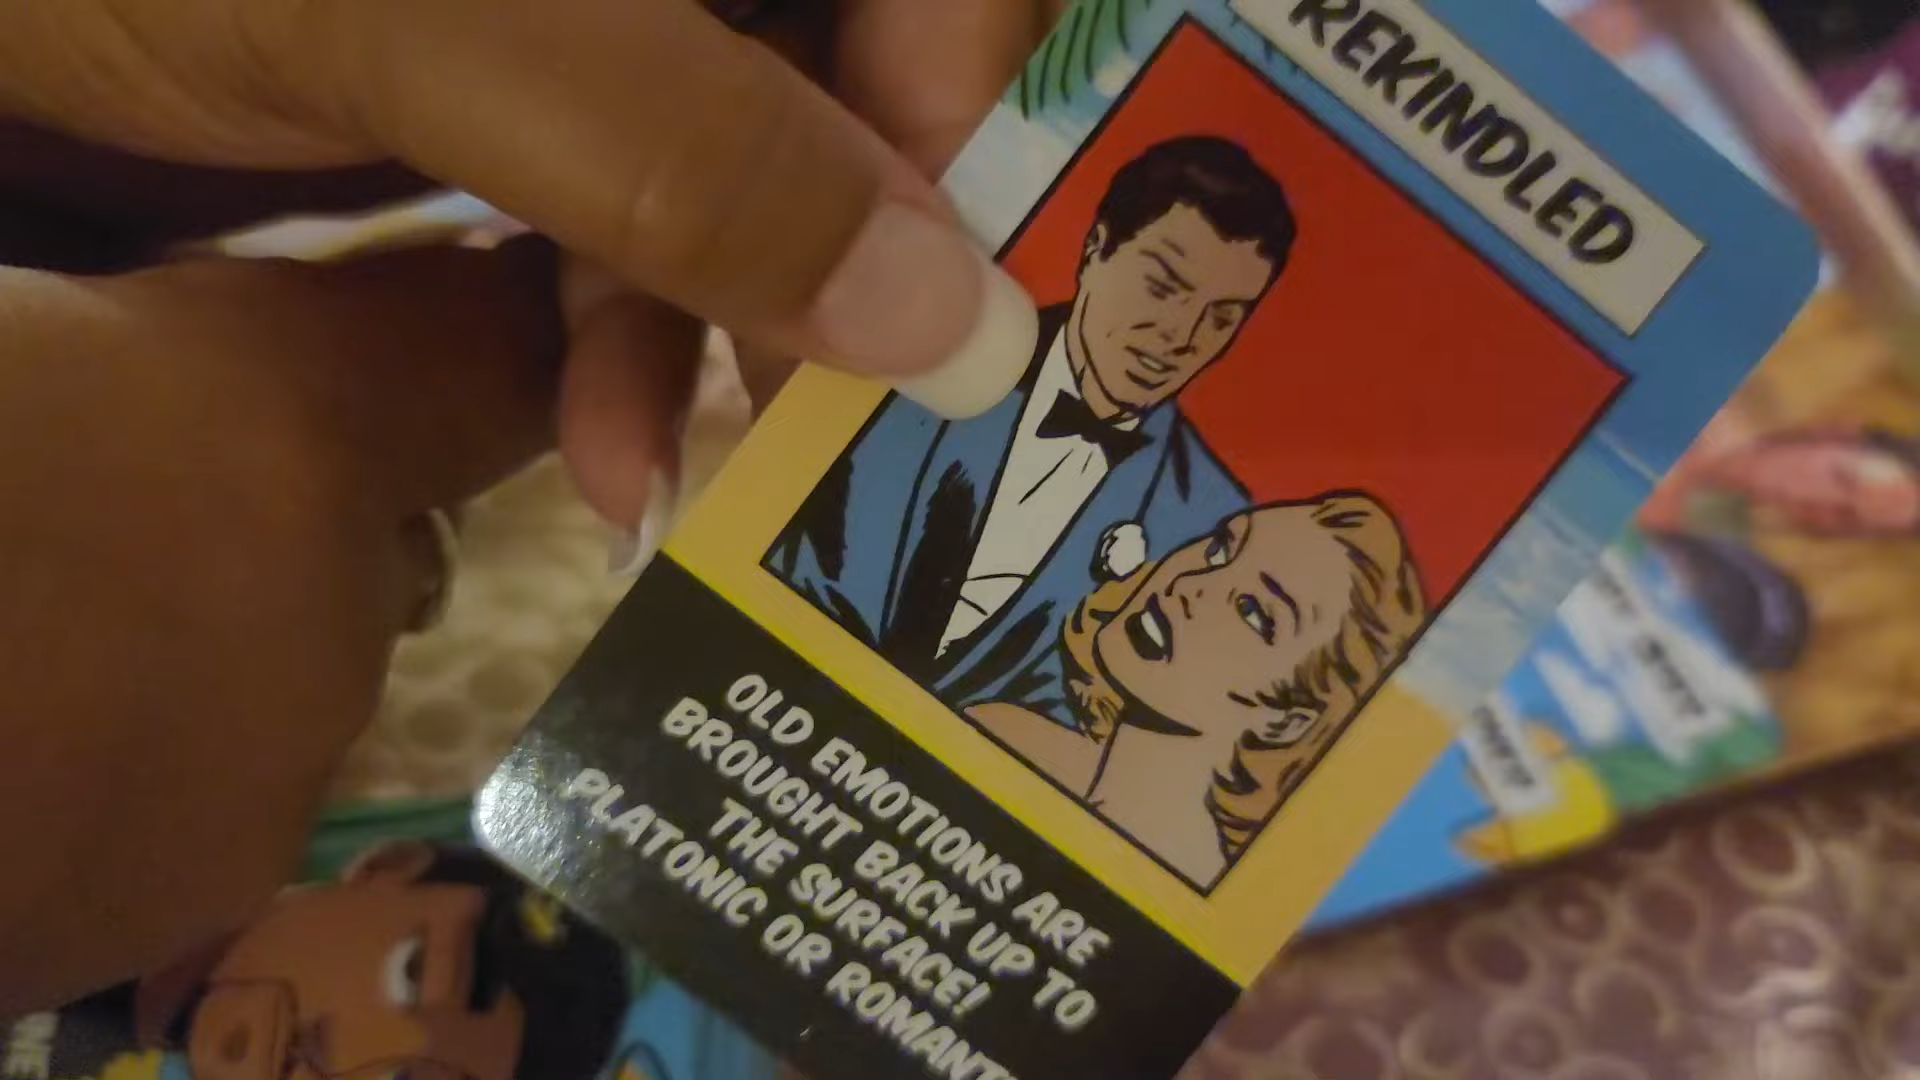 REKINDLED
OLD EMOTIONS ARE
BROUGHT BACK UP TO
THE SURFACE!
PLATONIC OR ROMANT